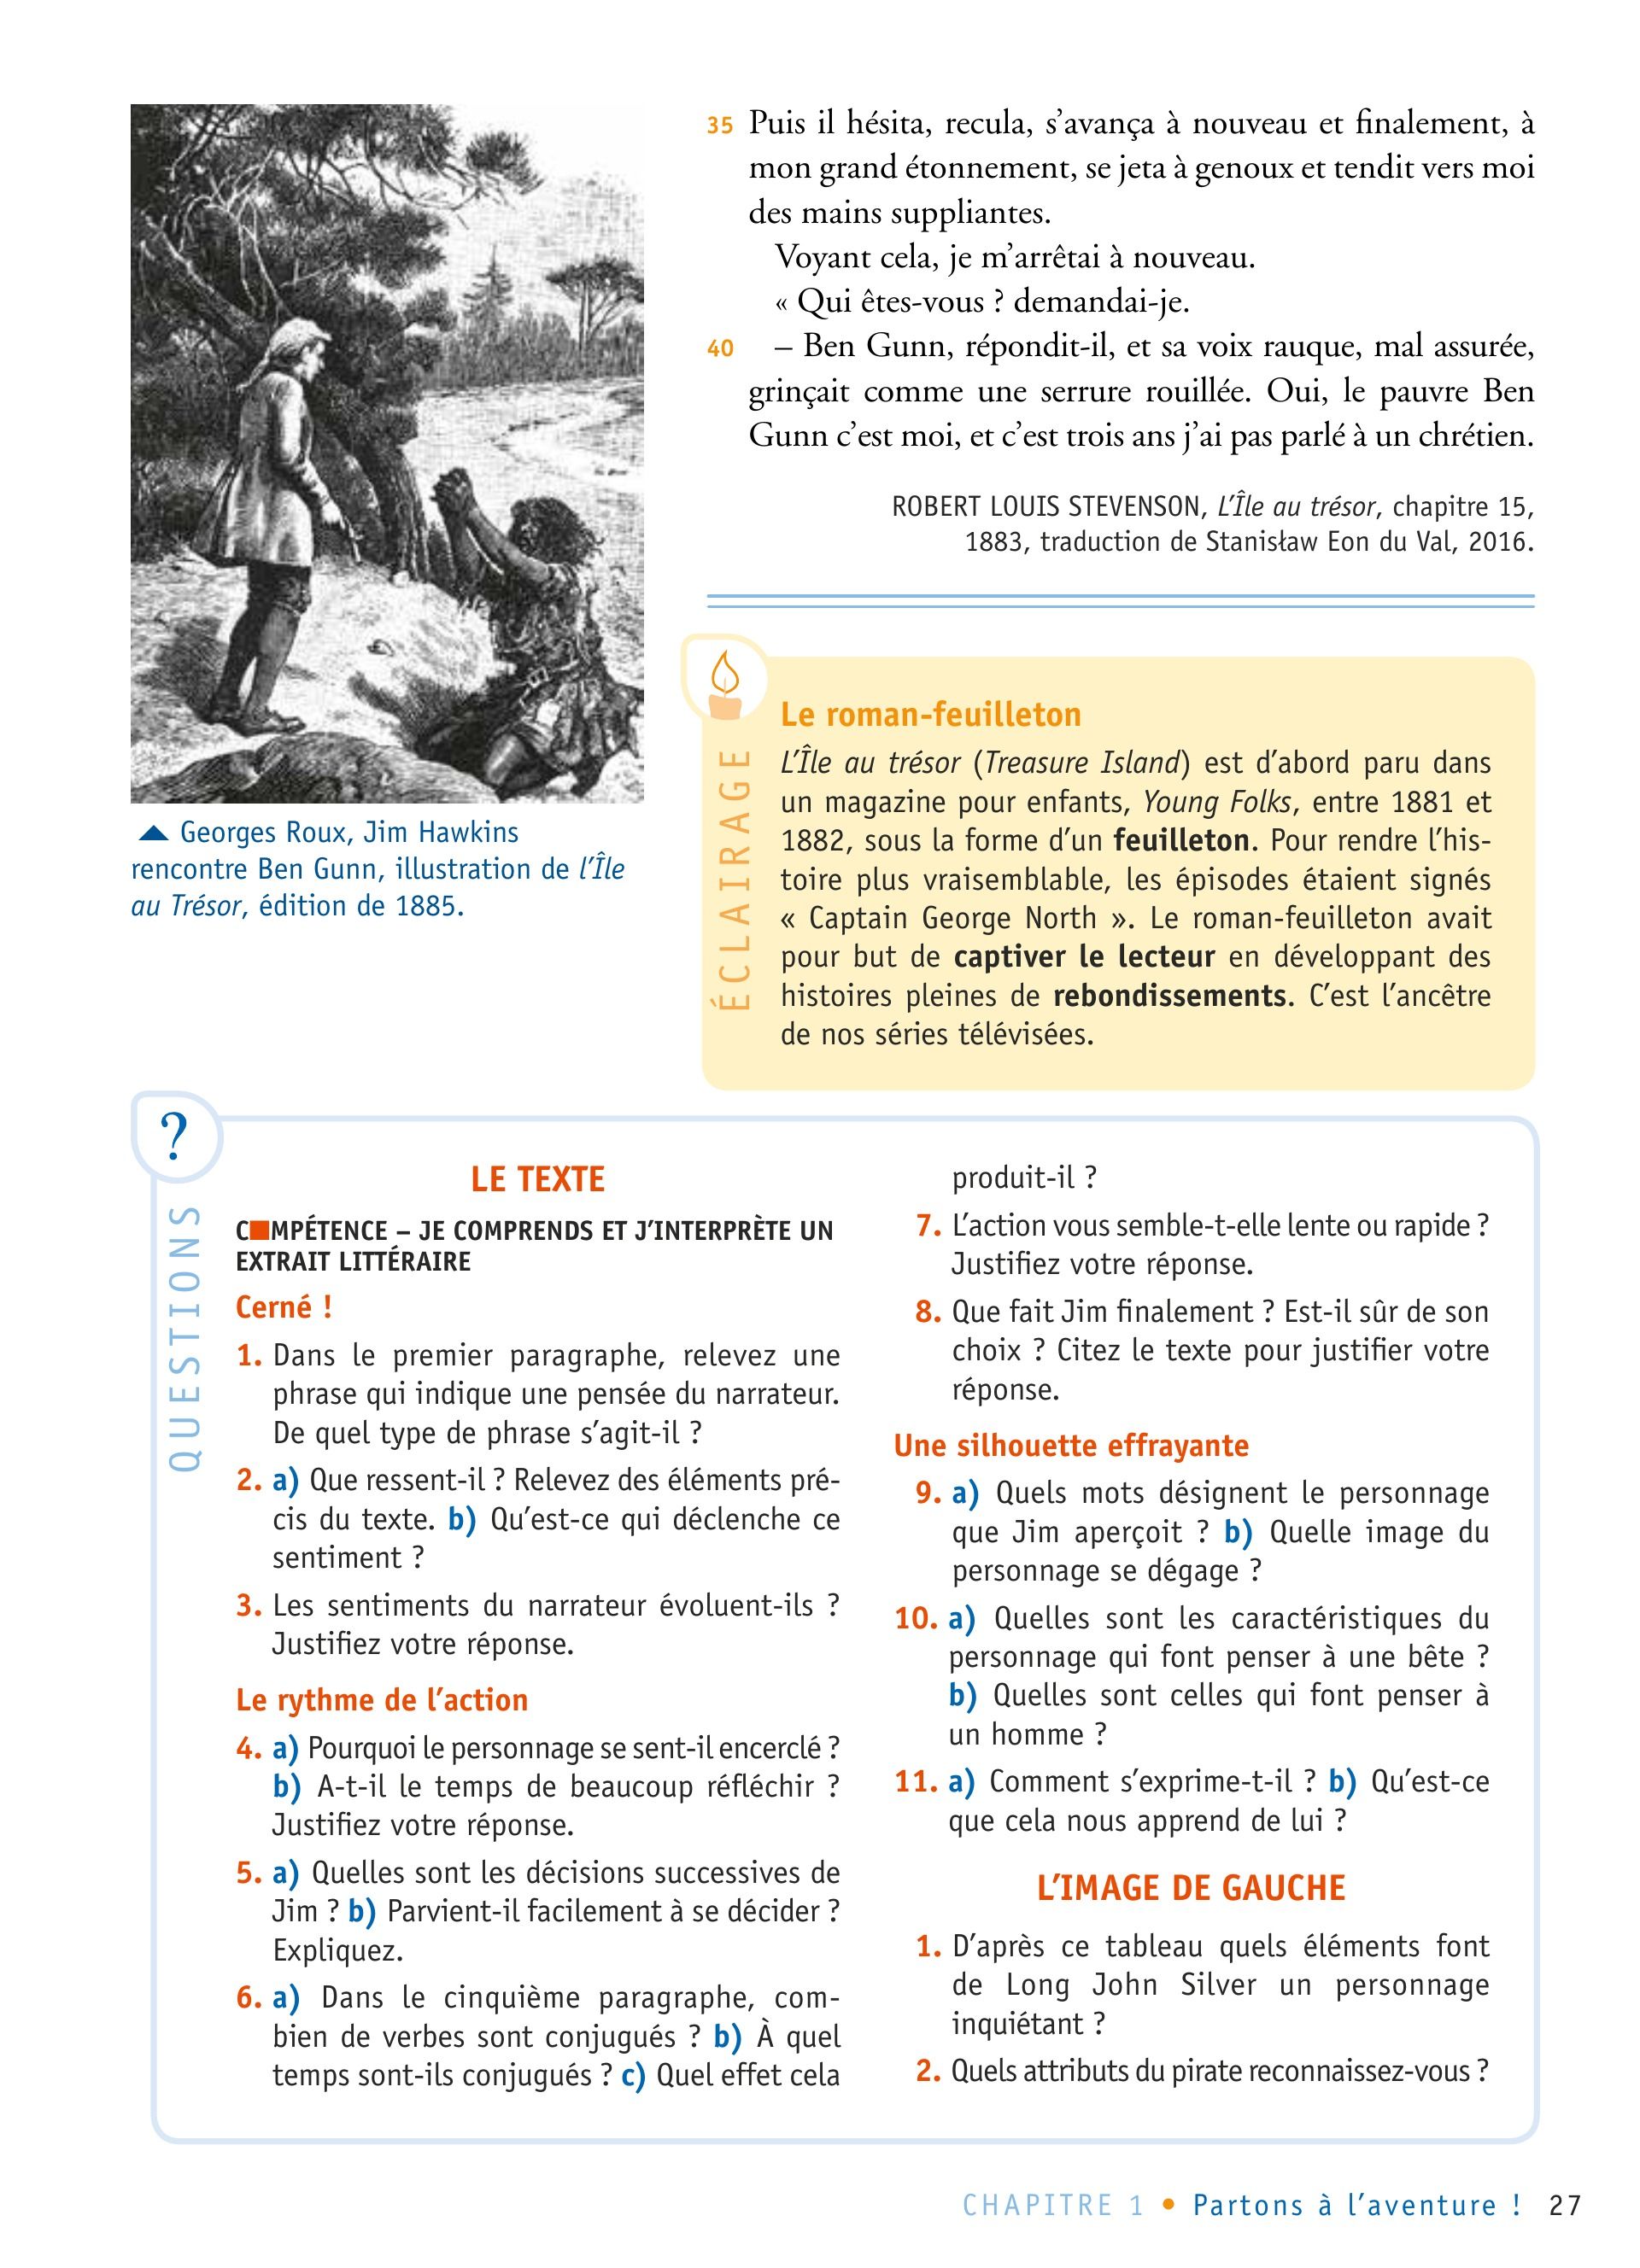 35 Puis il hésita, recula, s’avança à nouveau et finalement, à
mon grand étonnement, se jeta à genoux et tendit vers moi
des mains suppliantes.
Voyant cela, je m’arrêtai à nouveau.
« Qui êtes-vous ? demandai-je.
40 – Ben Gunn, répondit-il, et sa voix rauque, mal assurée,
grinçait comme une serrure rouillée. Oui, le pauvre Ben
Gunn c’est moi, et c’est trois ans j’ai pas parlé à un chrétien.
ROBERT LOUIS STEVENSON, L’Île au trésor, chapitre 15,
1883, traduction de Stanisław Eon du Val, 2016.
Georges Roux, Jim Hawkins
rencontre Ben Gunn, illustration de l’Île
au Trésor, édition de 1885.
ÉCLAIRAGE
Le roman-feuilleton
L’Île au trésor (Treasure Island) est d’abord paru dans
un magazine pour enfants, Young Folks, entre 1881 et
1882, sous la forme d’un feuilleton. Pour rendre l’his-
toire plus vraisemblable, les épisodes étaient signés
« Captain George North ». Le roman-feuilleton avait
pour but de captiver le lecteur en développant des
histoires pleines de rebondissements. C’est l’ancêtre
de nos séries télévisées.
?
QUESTIONS
LE TEXTE
C■MPÉTENCE – JE COMPRENDS ET J’INTERPRÈTE UN
EXTRAIT LITTÉRAIRE
Cerné !
1. Dans le premier paragraphe, relevez une
phrase qui indique une pensée du narrateur.
De quel type de phrase s’agit-il ?
2. a) Que ressent-il ? Relevez des éléments pré-
cis du texte. b) Qu’est-ce qui déclenche ce
sentiment ?
3. Les sentiments du narrateur évoluent-ils ?
Justifiez votre réponse.
Le rythme de l’action
4. a) Pourquoi le personnage se sent-il encerclé ?
b) A-t-il le temps de beaucoup réfléchir ?
Justifiez votre réponse.
5. a) Quelles sont les décisions successives de
Jim ? b) Parvient-il facilement à se décider ?
Expliquez.
6. a) Dans le cinquième paragraphe, com-
bien de verbes sont conjugués ? b) À quel
temps sont-ils conjugués ? c) Quel effet cela
produit-il ?
7. L’action vous semble-t-elle lente ou rapide ?
Justifiez votre réponse.
8. Que fait Jim finalement ? Est-il sûr de son
choix ? Citez le texte pour justifier votre
réponse.
Une silhouette effrayante
9. a) Quels mots désignent le personnage
que Jim aperçoit ? b) Quelle image du
personnage se dégage ?
10. a) Quelles sont les caractéristiques du
personnage qui font penser à une bête ?
b) Quelles sont celles qui font penser à
un homme ?
11. a) Comment s’exprime-t-il ? b) Qu’est-ce
que cela nous apprend de lui ?
L’IMAGE DE GAUCHE
1. D’après ce tableau quels éléments font
de Long John Silver un personnage
inquiétant ?
2. Quels attributs du pirate reconnaissez-vous ?
CHAPITRE 1 • Partons à l’aventure ! 27